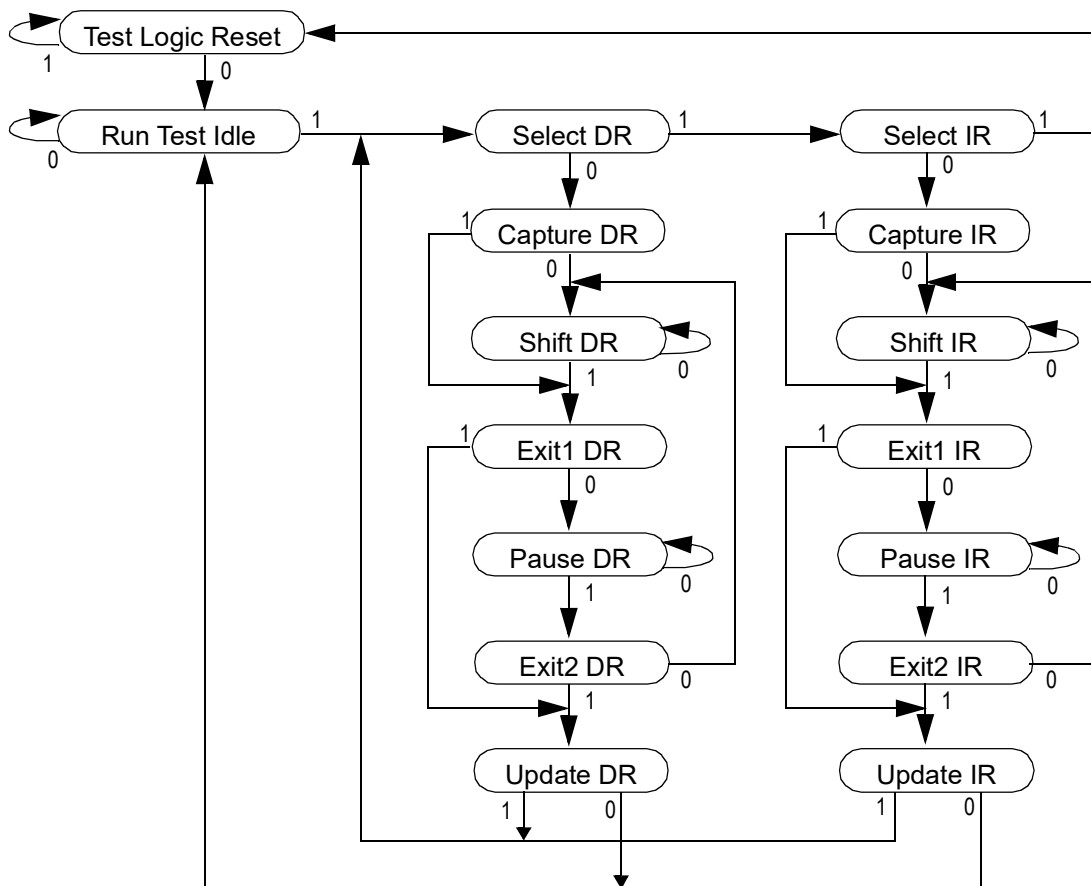 Test Logic Reset
1
0
Run Test Idle
1
Select DR
1
Select IR
1
0
0
0
1
Capture DR
1
Capture IR
0
0
Shift DR
0
Shift IR
0
1
1
1
Exit1 DR
1
Exit1 IR
0
0
Pause DR
0
Pause IR
0
1
1
Exit2 DR
0
Exit2 IR
0
1
1
Update DR
Update IR
1
0
1
0